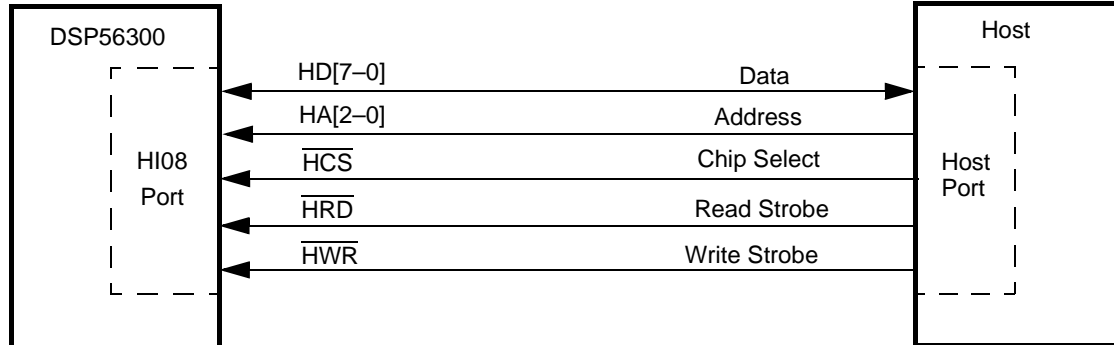 DSP56300
Host
HD[7–0]
Data
HA[2–0]
Address
HI08
Port
HCS
Chip Select
Host
Port
HRD
Read Strobe
HWR
Write Strobe